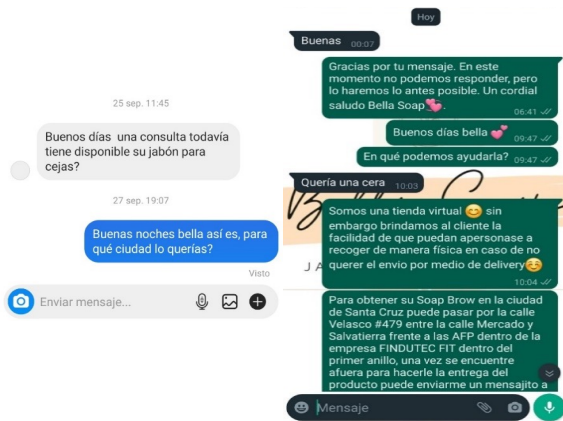 25 sep. 11:45
Buenos días una consulta todavía
tiene disponible su jabón para
cejas?
27 sep. 19:07
Buenas noches bella así es, para
qué ciudad lo querías?
Visto
Enviar mensaje...
Hoy
Buenas 00:07
Gracias por tu mensaje. En este
momento no podemos responder, pero
lo haremos lo antes posible. Un cordial
saludo Bella Soap💕.
06:41
Buenos días bella 💕 09:47
En qué podemos ayudarla? 09:47
Quería una cera 10:03
Somos una tienda virtual 😊 sin
embargo brindamos al cliente la
facilidad de que puedan apersonase a
recoger de manera física en caso de no
querer el envio por medio de delivery😊
10:04
JA
Para obtener su Soap Brow en la ciudad
de Santa Cruz puede pasar por la calle
Velasco #479 entre la calle Mercado y
Salvatierra frente a las AFP dentro de la
empresa FINDUTEC FIT dentro del
primer anillo, una vez se encuentre
afuera para hacerle la entrega del
producto puede enviarme un mensajito a
Mensaje